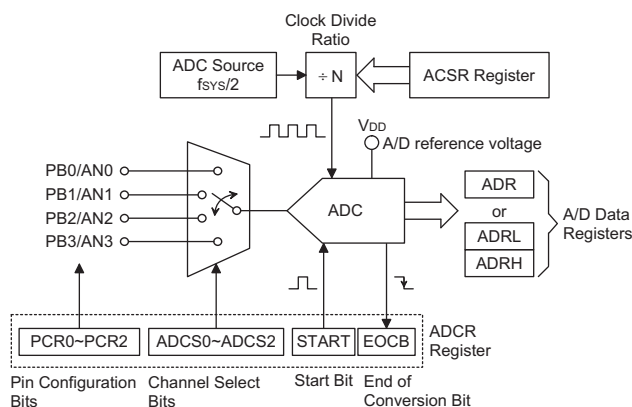 Clock Divide
Ratio
ADC Source
fSYS/2
÷ N
ACSR Register
VDD
A/D reference voltage
PB0/AN0
PB1/AN1
PB2/AN2
PB3/AN3
ADC
ADR
or
ADRL
ADRH
A/D Data
Registers
PCR0~PCR2
ADCS0~ADCS2
START
EOCB
ADCR
Register
Pin Configuration
Bits
Channel Select
Bits
Start Bit
End of
Conversion Bit